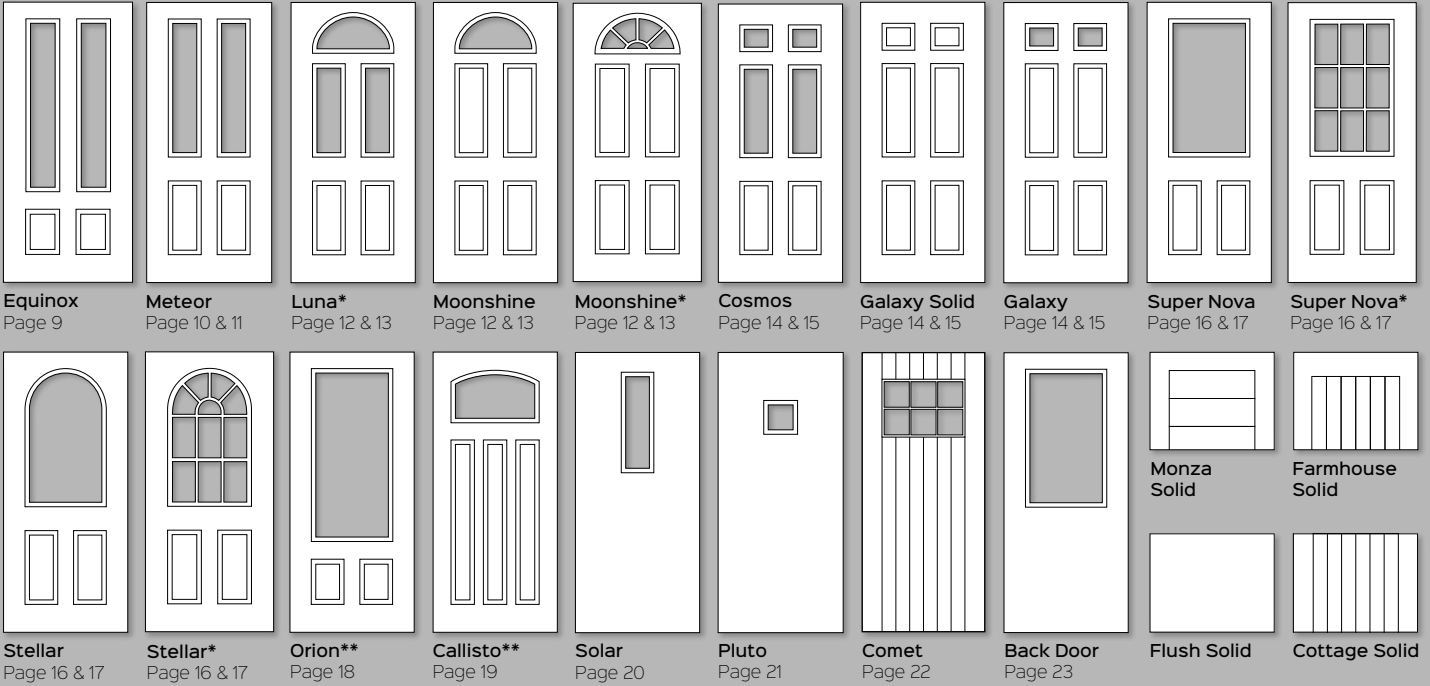 Equinox
Page 9
Meteor
Page 10 & 11
Luna*
Page 12 & 13
Moonshine
Page 12 & 13
Moonshine*
Page 12 & 13
Cosmos
Page 14 & 15
Galaxy Solid
Page 14 & 15
Galaxy
Page 14 & 15
Super Nova
Page 16 & 17
Super Nova*
Page 16 & 17
Stellar
Page 16 & 17
Stellar*
Page 16 & 17
Orion**
Page 18
Callisto**
Page 19
Solar
Page 20
Pluto
Page 21
Comet
Page 22
Back Door
Page 23
Monza
Solid
Farmhouse
Solid
Flush Solid
Cottage Solid